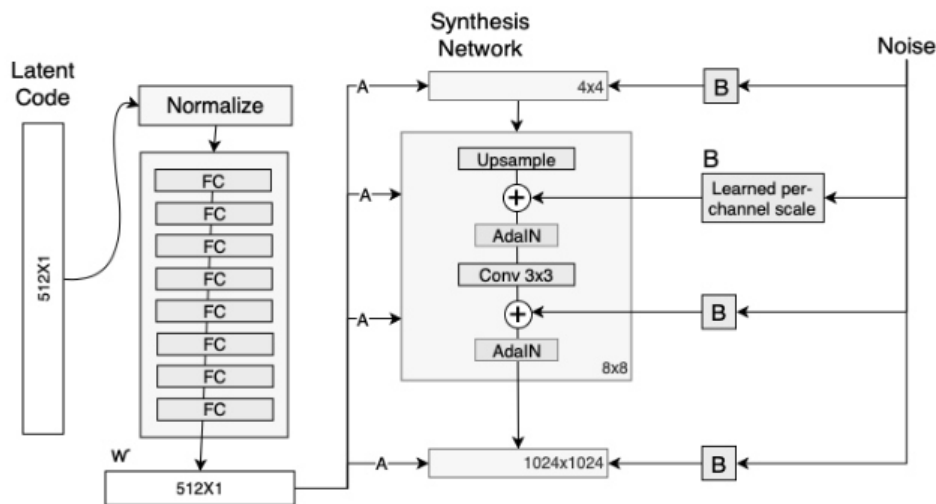 Synthesis
Network
Noise
Latent
Code
Normalize
512X1
FC
FC
FC
FC
FC
FC
FC
FC
W
512X1
A
A
A
A
4x4
Upsample
+
AdaIN
Conv 3x3
+
AdaIN
8x8
1024x1024
B
B
Learned per-
channel scale
B
B